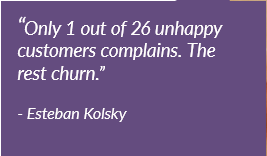 “Only 1 out of 26 unhappy
customers complains. The
rest churn.”
- Esteban Kolsky